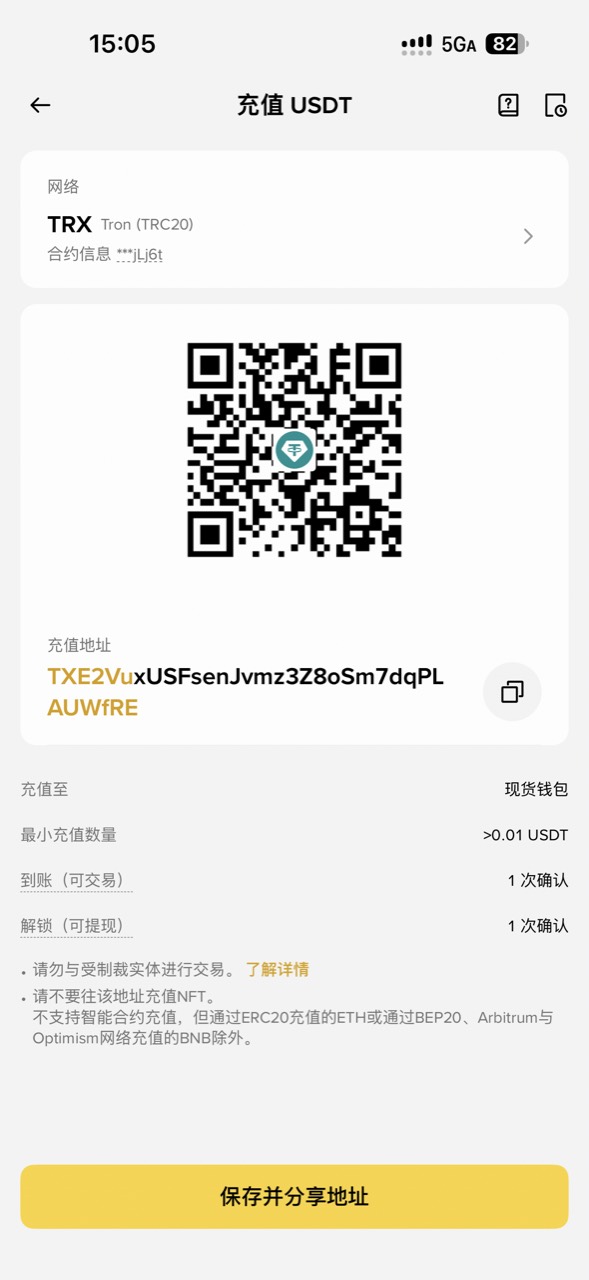 15:05
5GA 82
充值 USDT
网络
TRX Tron (TRC20)
合约信息 ***jLj6t
充值地址
TXE2VuxUSFsenJvmz3Z8oSm7dqPL
AUWfRE
充值至 现货钱包
最小充值数量 >0.01 USDT
到账（可交易） 1 次确认
解锁（可提现） 1 次确认
• 请勿与受制裁实体进行交易。 了解详情
• 请不要往该地址充值NFT。
不支持智能合约充值，但通过ERC20充值的ETH或通过BEP20、Arbitrum与
Optimism网络充值的BNB除外。
保存并分享地址